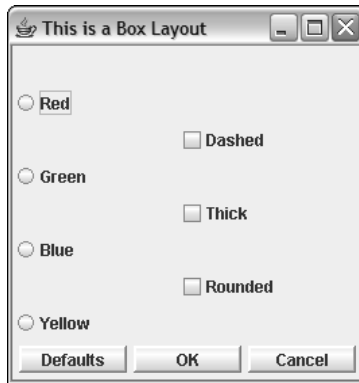 This is a Box Layout
Red
Dashed
Green
Thick
Blue
Rounded
Yellow
Defaults OK Cancel